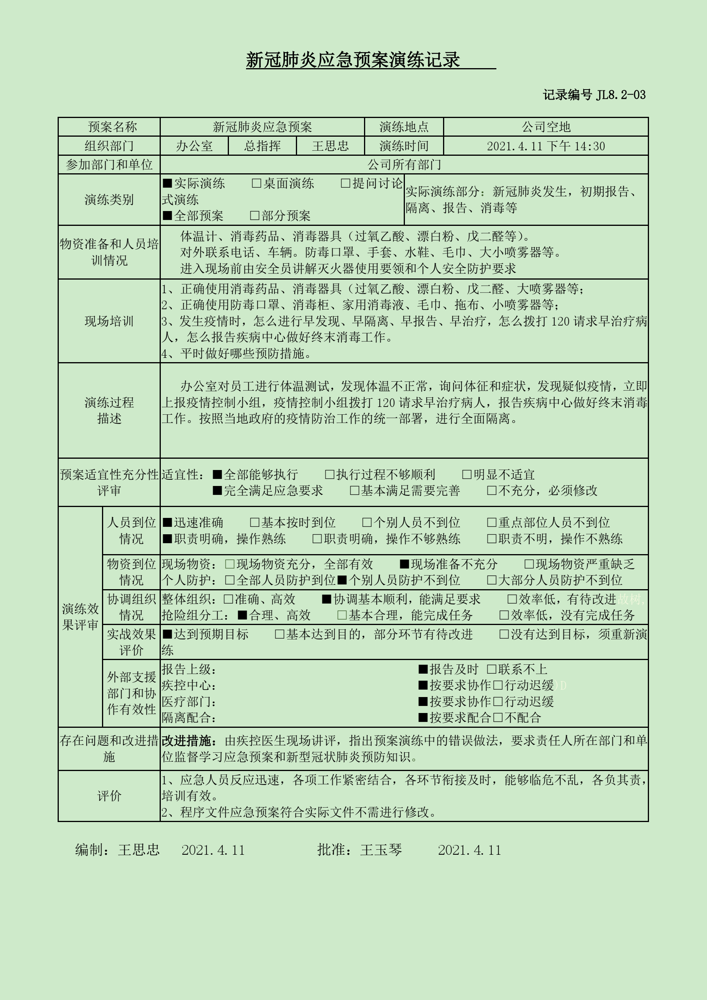 新冠肺炎应急预案演练记录
记录编号 JL8.2-03
预案名称 新冠肺炎应急预案 演练地点 公司空地
组织部门 办公室 总指挥 王思忠 演练时间 2021.4.11 下午 14:30
参加部门和单位 公司所有部门
演练类别
■实际演练 □桌面演练 □提问讨论
式演练
■全部预案 □部分预案
实际演练部分：新冠肺炎发生，初期报告、
隔离、报告、消毒等
物资准备和人员培
训情况
体温计、消毒药品、消毒器具（过氧乙酸、漂白粉、戊二醛等）。
对外联系电话、车辆。防毒口罩、手套、水鞋、毛巾、大小喷雾器等。
进入现场前由安全员讲解灭火器使用要领和个人安全防护要求
现场培训
1、正确使用消毒药品、消毒器具（过氧乙酸、漂白粉、戊二醛、大喷雾器等；
2、正确使用防毒口罩、消毒柜、家用消毒液、毛巾、拖布、小喷雾器等；
3、发生疫情时，怎么进行早发现、早隔离、早报告、早治疗，怎么拨打 120 请求早治疗病
人，怎么报告疾病中心做好终末消毒工作。
4、平时做好哪些预防措施。
演练过程
描述
办公室对员工进行体温测试，发现体温不正常，询问体征和症状，发现疑似疫情，立即
上报疫情控制小组，疫情控制小组拨打 120 请求早治疗病人，报告疾病中心做好终末消毒
工作。按照当地政府的疫情防治工作的统一部署，进行全面隔离。
预案适宜性充分性
评审
适宜性：■全部能够执行 □执行过程不够顺利 □明显不适宜
■完全满足应急要求 □基本满足需要完善 □不充分，必须修改
演练效
果评审
人员到位
情况
■迅速准确 □基本按时到位 □个别人员不到位 □重点部位人员不到位
■职责明确，操作熟练 □职责明确，操作不够熟练 □职责不明，操作不熟练
物资到位
情况
现场物资：□现场物资充分，全部有效 ■现场准备不充分 □现场物资严重缺乏
个人防护：□全部人员防护到位■个别人员防护不到位 □大部分人员防护不到位
协调组织
情况
整体组织：□准确、高效 ■协调基本顺利，能满足要求 □效率低，有待改进故树,
抢险组分工：■合理、高效 □基本合理，能完成任务 □效率低，没有完成任务
实战效果
评价
■达到预期目标 □基本达到目的，部分环节有待改进 □没有达到目标，须重新演
练
外部支援
部门和协
作有效性
报告上级： ■报告及时 □联系不上
疾控中心： ■按要求协作□行动迟缓)D
医疗部门： ■按要求协作□行动迟缓
隔离配合： ■按要求配合□不配合
存在问题和改进措
施
改进措施：由疾控医生现场讲评，指出预案演练中的错误做法，要求责任人所在部门和单
位监督学习应急预案和新型冠状肺炎预防知识。
评价
1、应急人员反应迅速，各项工作紧密结合，各环节衔接及时，能够临危不乱，各负其责，
培训有效。
2、程序文件应急预案符合实际文件不需进行修改。
编制：王思忠 2021.4.11 批准：王玉琴 2021.4.11